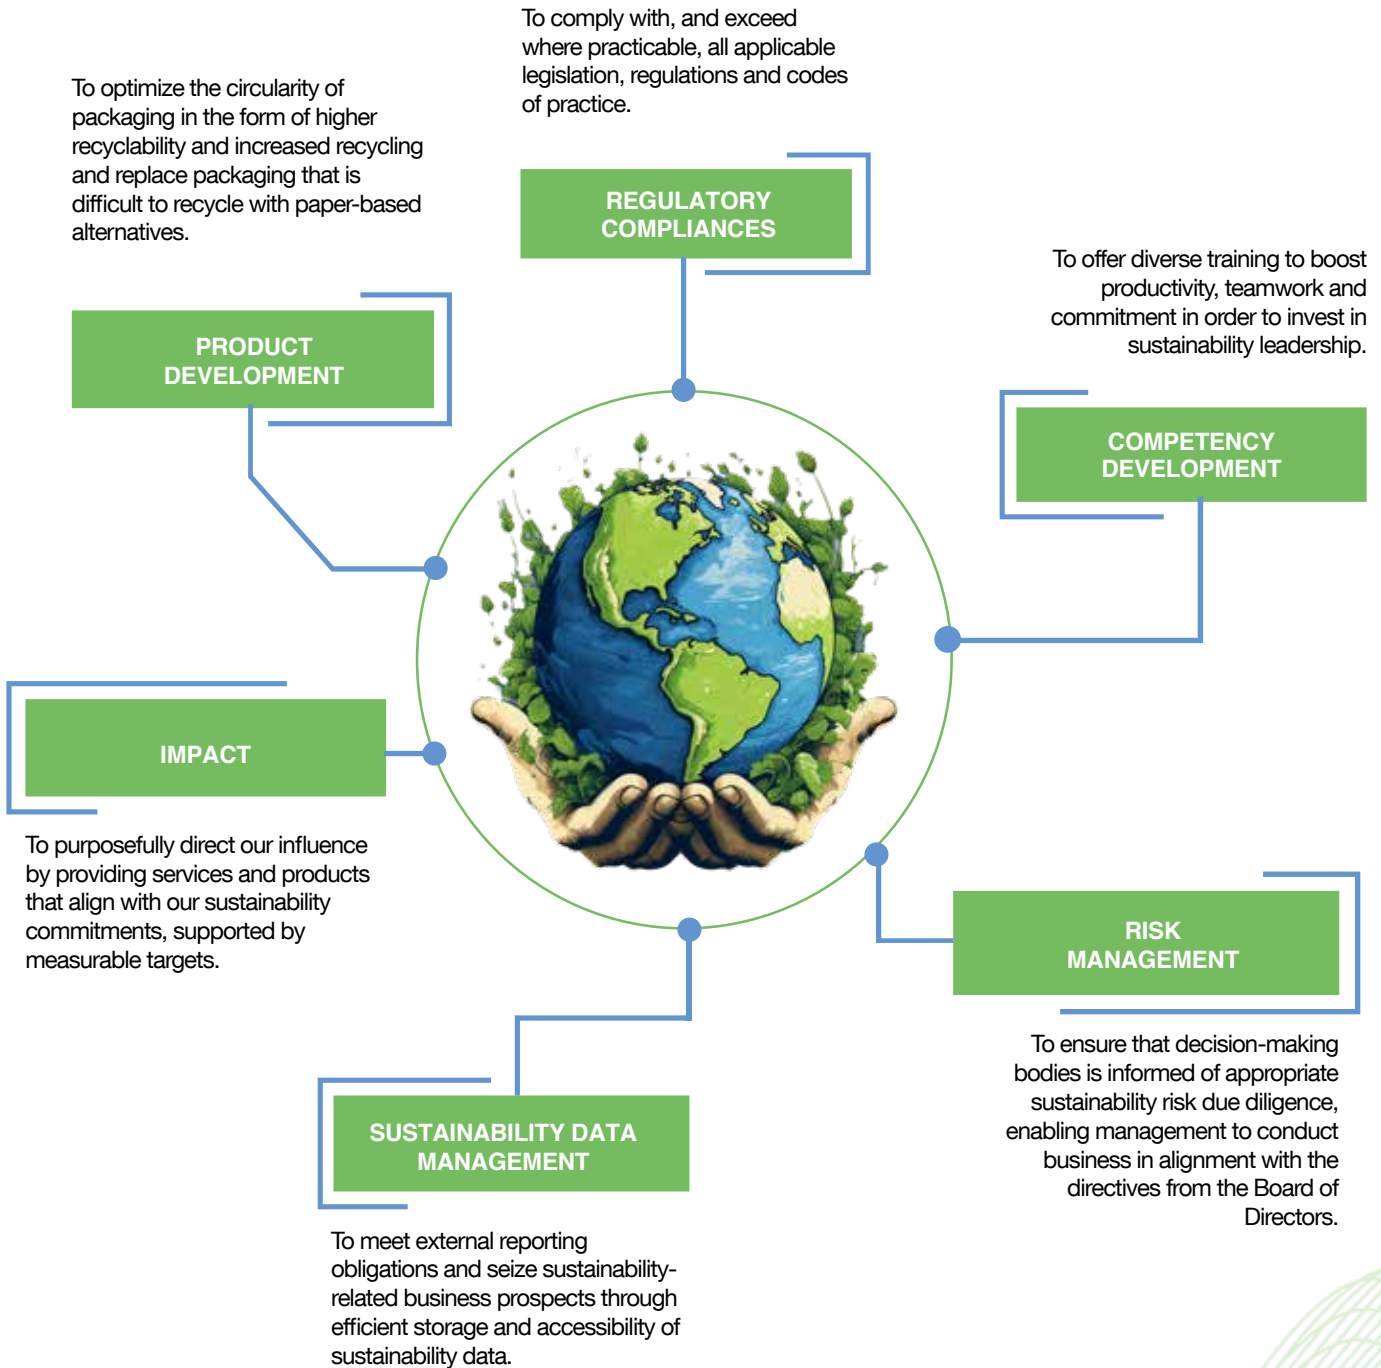 To comply with, and exceed
where practicable, all applicable
legislation, regulations and codes
of practice.
REGULATORY
COMPLIANCES
To optimize the circularity of
packaging in the form of higher
recyclability and increased recycling
and replace packaging that is
difficult to recycle with paper-based
alternatives.
PRODUCT
DEVELOPMENT
To offer diverse training to boost
productivity, teamwork and
commitment in order to invest in
sustainability leadership.
COMPETENCY
DEVELOPMENT
IMPACT
To purposefully direct our influence
by providing services and products
that align with our sustainability
commitments, supported by
measurable targets.
RISK
MANAGEMENT
To ensure that decision-making
bodies is informed of appropriate
sustainability risk due diligence,
enabling management to conduct
business in alignment with the
directives from the Board of
Directors.
SUSTAINABILITY DATA
MANAGEMENT
To meet external reporting
obligations and seize sustainability-
related business prospects through
efficient storage and accessibility of
sustainability data.